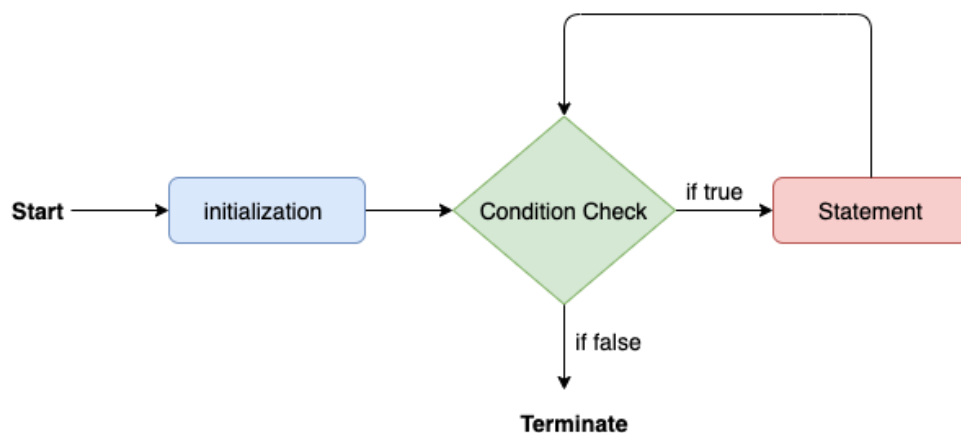 Start
initialization
Condition Check
if true
Statement
if false
Terminate